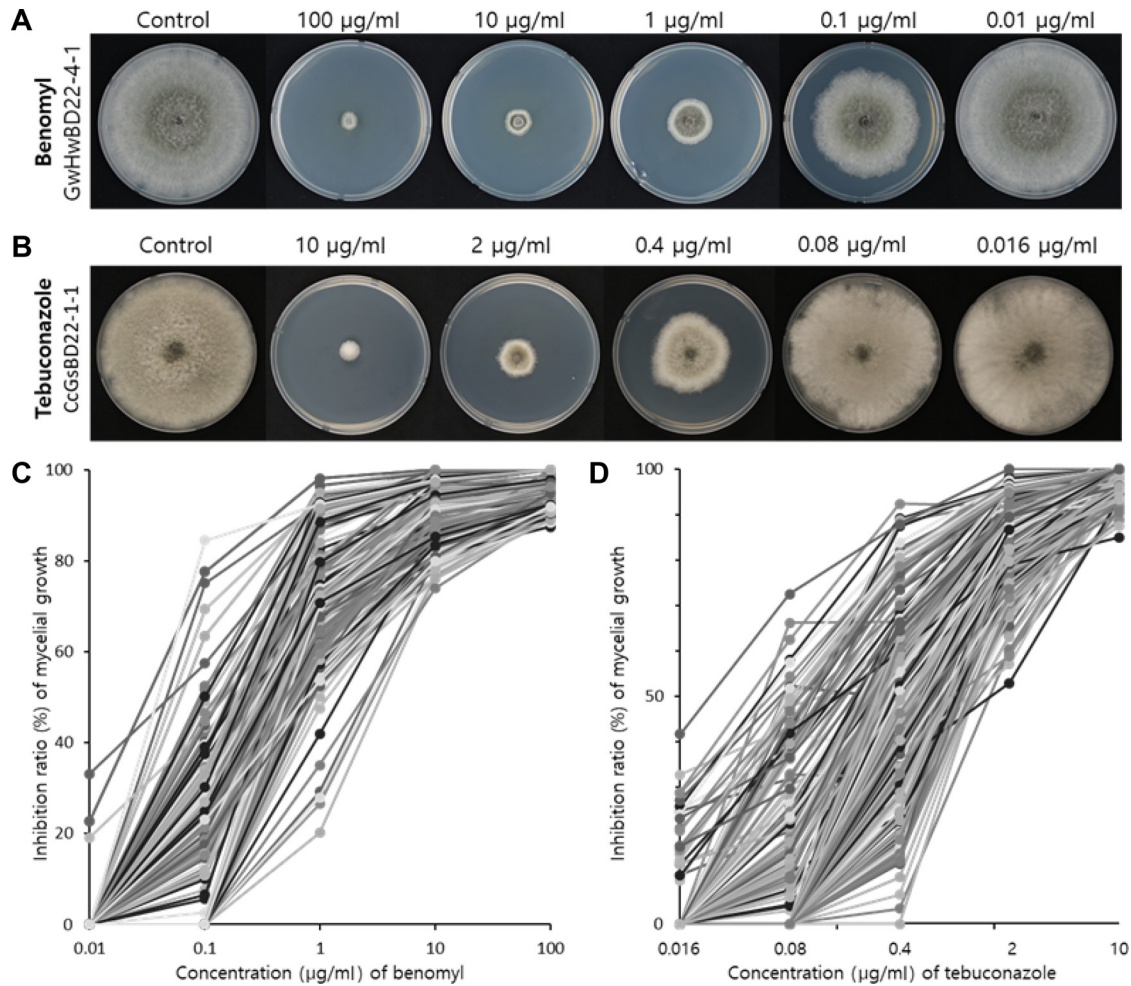 A
Control 100 µg/ml 10 µg/ml 1 µg/ml 0.1 µg/ml 0.01 µg/ml
Benomyl
GwHwBD22-4-1
B
Control 10 µg/ml 2 µg/ml 0.4 µg/ml 0.08 µg/ml 0.016 µg/ml
Tebuconazole
CcGsBD22-1-1
C
Inhibition ratio (%) of mycelial growth
100
80
60
40
20
0
0.01 0.1 1 10 100
Concentration (µg/ml) of benomyl
D
Inhibition ratio (%) of mycelial growth
100
50
0
0.016 0.08 0.4 2 10
Concentration (µg/ml) of tebuconazole